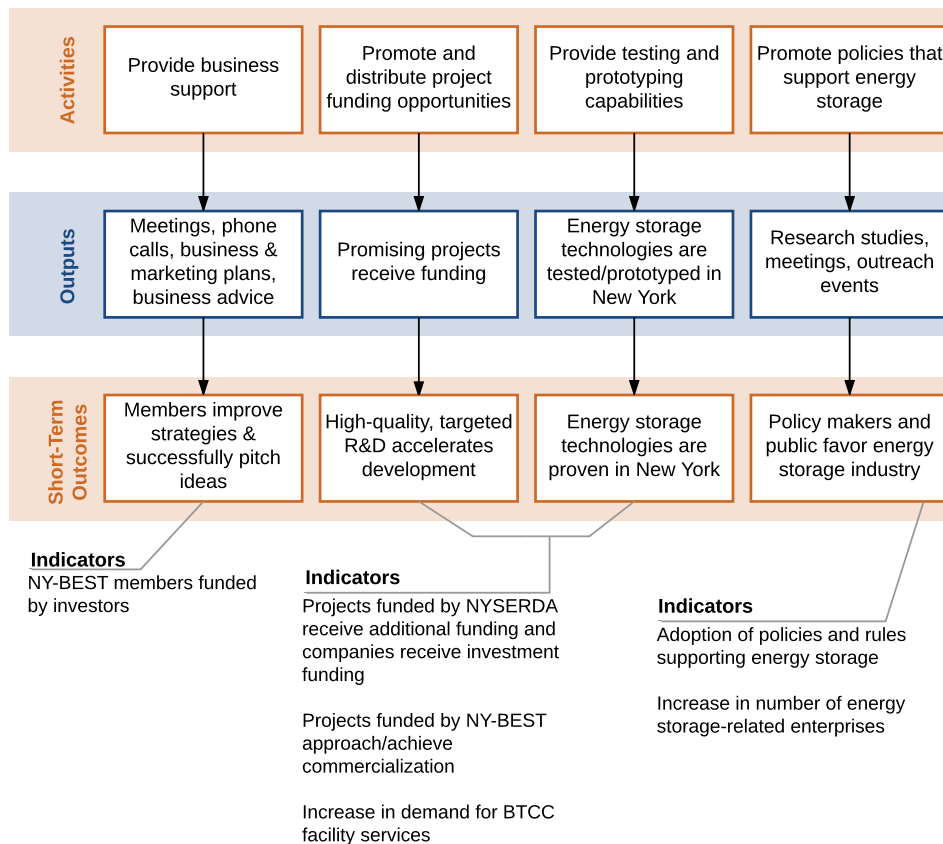 Activities
Provide business
support
Promote and
distribute project
funding opportunities
Provide testing and
prototyping
capabilities
Promote policies that
support energy
storage
Outputs
Meetings, phone
calls, business &
marketing plans,
business advice
Promising projects
receive funding
Energy storage
technologies are
tested/prototyped in
New York
Research studies,
meetings, outreach
events
Short-Term
Outcomes
Members improve
strategies &
successfully pitch
ideas
High-quality, targeted
R&D accelerates
development
Energy storage
technologies are
proven in New York
Policy makers and
public favor energy
storage industry
Indicators
NY-BEST members funded
by investors
Indicators
Projects funded by NYSERDA
receive additional funding and
companies receive investment
funding
Projects funded by NY-BEST
approach/achieve
commercialization
Increase in demand for BTCC
facility services
Indicators
Adoption of policies and rules
supporting energy storage
Increase in number of energy
storage-related enterprises